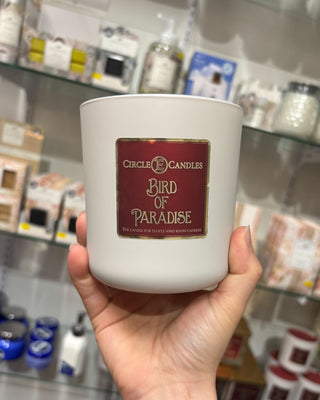 CIRCLE E CANDLES
BIRD
OF
PARADISE
THE CANDLE FOR PEOPLE WHO KNOW CANDLES